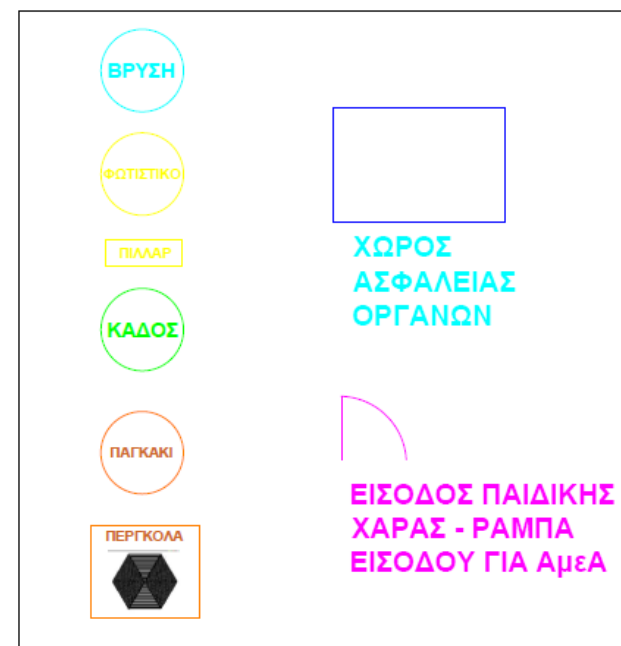 ΒΡΥΣΗ
ΦΩΤΙΣΤΙΚΟ
ΠΙΛΛΑΡ
ΚΑΔΟΣ
ΠΑΓΚΑΚΙ
ΠΕΡΓΚΟΛΑ
ΧΩΡΟΣ
ΑΣΦΑΛΕΙΑΣ
ΟΡΓΑΝΩΝ
ΕΙΣΟΔΟΣ ΠΑΙΔΙΚΗΣ
ΧΑΡΑΣ - ΡΑΜΠΑ
ΕΙΣΟΔΟΥ ΓΙΑ ΑμεΑ